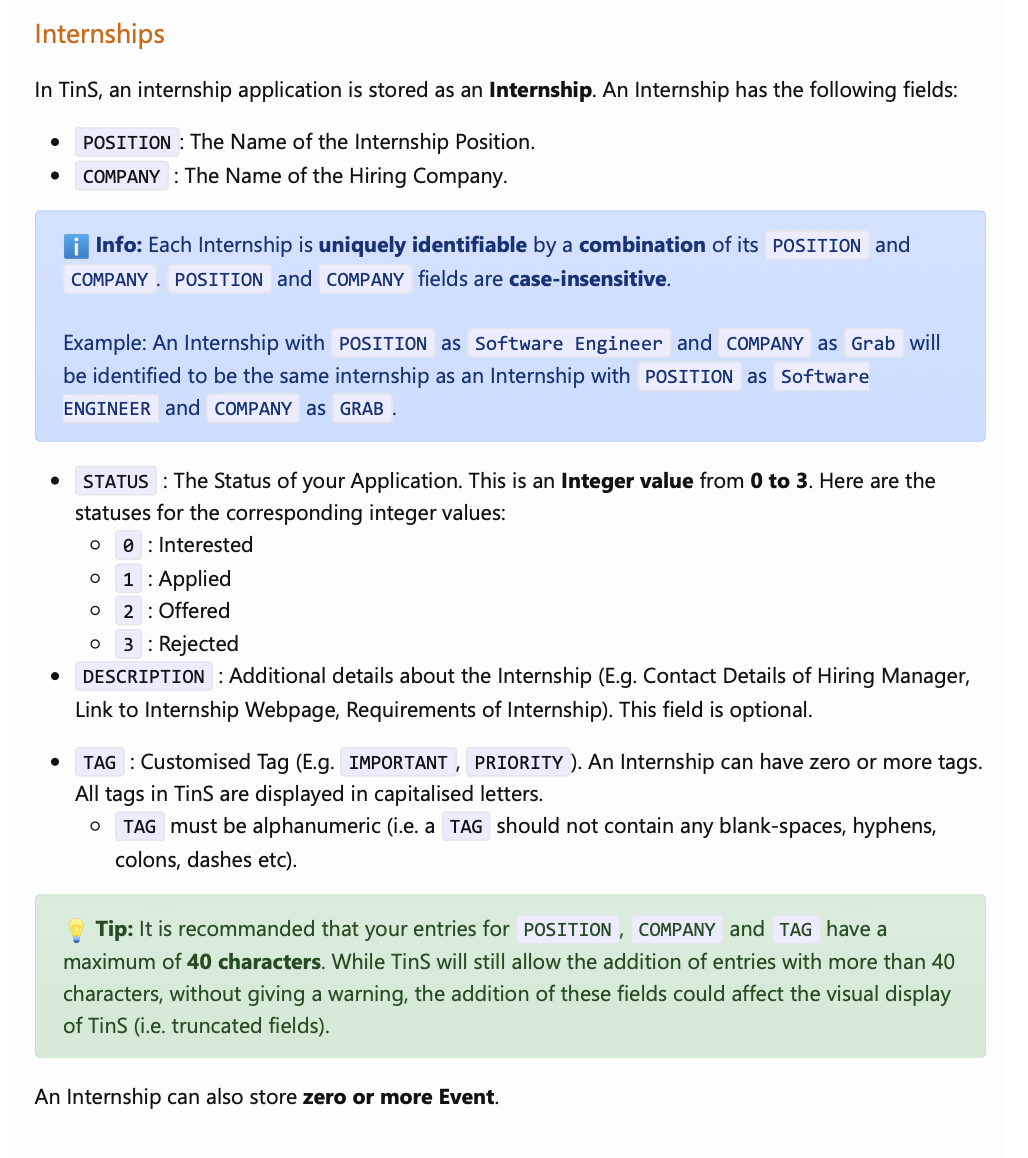 Internships
In TinS, an internship application is stored as an Internship. An Internship has the following fields:
• POSITION : The Name of the Internship Position.
• COMPANY : The Name of the Hiring Company.
ℹ️ Info: Each Internship is uniquely identifiable by a combination of its POSITION and
COMPANY . POSITION and COMPANY fields are case-insensitive.
Example: An Internship with POSITION as Software Engineer and COMPANY as Grab will
be identified to be the same internship as an Internship with POSITION as Software
ENGINEER and COMPANY as GRAB .
• STATUS : The Status of your Application. This is an Integer value from 0 to 3. Here are the
statuses for the corresponding integer values:
○ 0 : Interested
○ 1 : Applied
○ 2 : Offered
○ 3 : Rejected
• DESCRIPTION : Additional details about the Internship (E.g. Contact Details of Hiring Manager,
Link to Internship Webpage, Requirements of Internship). This field is optional.
• TAG : Customised Tag (E.g. IMPORTANT , PRIORITY ). An Internship can have zero or more tags.
All tags in TinS are displayed in capitalised letters.
○ TAG must be alphanumeric (i.e. a TAG should not contain any blank-spaces, hyphens,
colons, dashes etc).
💡 Tip: It is recommanded that your entries for POSITION , COMPANY and TAG have a
maximum of 40 characters. While TinS will still allow the addition of entries with more than 40
characters, without giving a warning, the addition of these fields could affect the visual display
of TinS (i.e. truncated fields).
An Internship can also store zero or more Event.